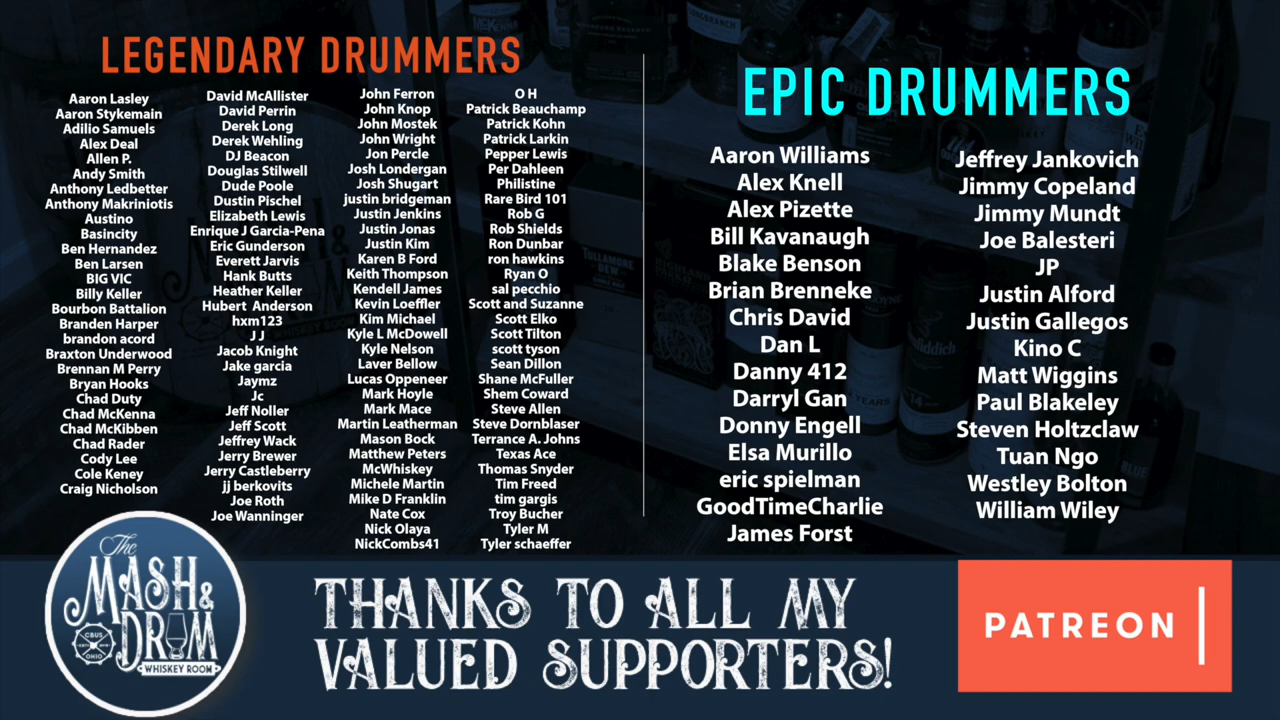 LEGENDARY DRUMMERS
Aaron Lasley
Aaron Stykemain
Adilio Samuels
Alex Deal
Allen P.
Andy Smith
Anthony Ledbetter
Anthony Makriniotis
Austino
Basincity
Ben Hernandez
Ben Larsen
BIG VIC
Billy Keller
Bourbon Battalion
Branden Harper
brandon acord
Braxton Underwood
Brennan M Perry
Bryan Hooks
Chad Duty
Chad McKenna
Chad McKibben
Chad Rader
Cody Lee
Cole Keney
Craig Nicholson
David McAllister
David Perrin
Derek Long
Derek Wehling
DJ Beacon
Douglas Stilwell
Dude Poole
Dustin Pischel
Elizabeth Lewis
Enrique J Garcia-Pena
Eric Gunderson
Everett Jarvis
Hank Butts
Heather Keller
Hubert Anderson
hxm123
J J
Jacob Knight
Jake garcia
Jaymz
Jc
Jeff Noller
Jeff Scott
Jeffrey Wack
Jerry Brewer
Jerry Castleberry
jj berkovits
Joe Roth
Joe Wanninger
John Ferron
John Knop
John Mostek
John Wright
Jon Percle
Josh Londergan
Josh Shugart
justin bridgeman
Justin Jenkins
Justin Jonas
Justin Kim
Karen B Ford
Keith Thompson
Kendell James
Kevin Loeffler
Kim Michael
Kyle L McDowell
Kyle Nelson
Laver Bellow
Lucas Oppeneer
Mark Hoyle
Mark Mace
Martin Leatherman
Mason Bock
Matthew Peters
McWhiskey
Michele Martin
Mike D Franklin
Nate Cox
Nick Olaya
NickCombs41
O H
Patrick Beauchamp
Patrick Kohn
Patrick Larkin
Pepper Lewis
Per Dahleen
Philistine
Rare Bird 101
Rob G
Rob Shields
Ron Dunbar
ron hawkins
Ryan O
sal pecchio
Scott and Suzanne
Scott Elko
Scott Tilton
scott tyson
Sean Dillon
Shane McFuller
Shem Coward
Steve Allen
Steve Dornblaser
Terrance A. Johns
Texas Ace
Thomas Snyder
Tim Freed
tim gargis
Troy Bucher
Tyler M
Tyler schaeffer
EPIC DRUMMERS
Aaron Williams
Alex Knell
Alex Pizette
Bill Kavanaugh
Blake Benson
Brian Brenneke
Chris David
Dan L
Danny 412
Darryl Gan
Donny Engell
Elsa Murillo
eric spielman
GoodTimeCharlie
James Forst
Jeffrey Jankovich
Jimmy Copeland
Jimmy Mundt
Joe Balesteri
JP
Justin Alford
Justin Gallegos
Kino C
Matt Wiggins
Paul Blakeley
Steven Holtzclaw
Tuan Ngo
Westley Bolton
William Wiley
The
MASH &
DRUM
CBUS
OHIO
WHISKEY ROOM
THANKS TO ALL MY
VALUED SUPPORTERS!
PATREON